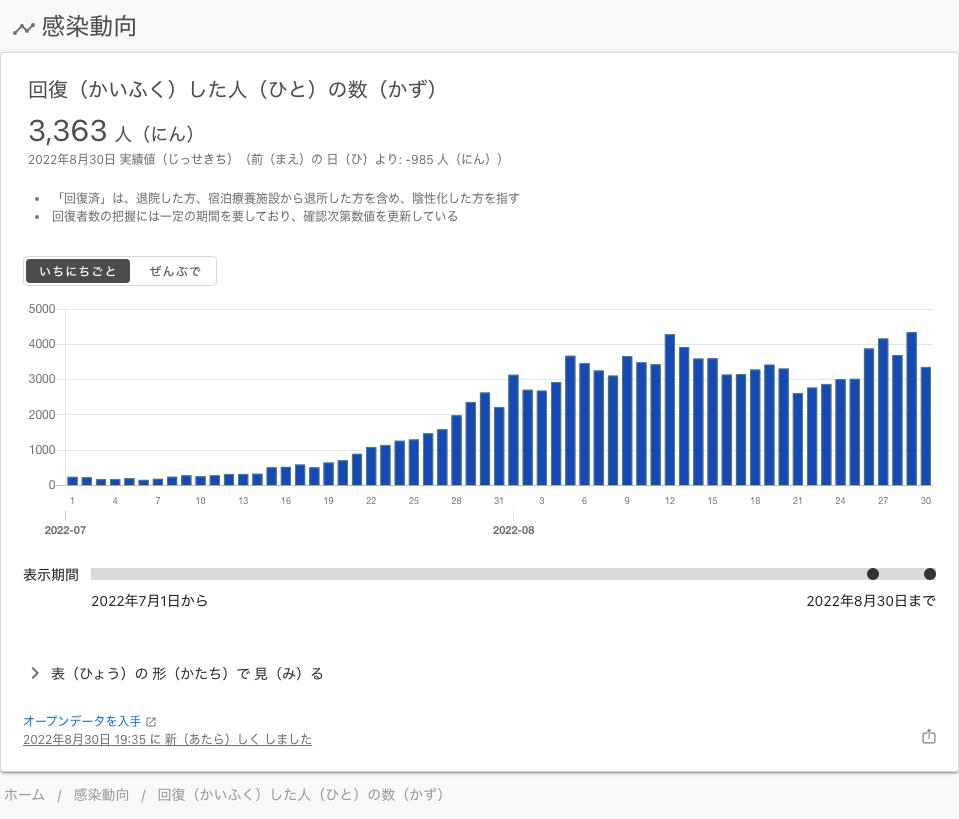 感染動向
回復（かいふく）した人（ひと）の数（かず）
3,363 人（にん）
2022年8月30日 実績値（じっせきち）（前（まえ）の 日（ひ）より: -985 人（にん））
「回復済」は、退院した方、宿泊療養施設から退所した方を含め、陰性化した方を指す
回復者数の把握には一定の期間を要しており、確認次第数値を更新している
いちにちごと ぜんぶで
5000
4000
3000
2000
1000
0
1 4 7 10 13 16 19 22 25 28 31 3 6 9 12 15 18 21 24 27 30
2022-07 2022-08
表示期間
2022年7月1日から 2022年8月30日まで
表（ひょう）の 形（かたち）で 見（み）る
オープンデータを入手
2022年8月30日 19:35 に 新（あたら）しく しました
ホーム / 感染動向 / 回復（かいふく）した人（ひと）の数（かず）